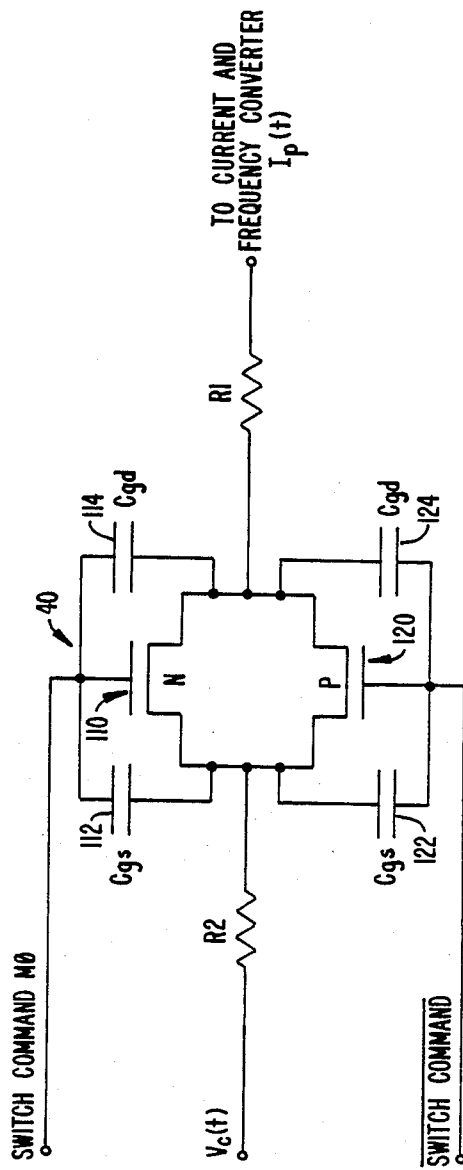 SWITCH COMMAND MØ
40
112
Cgs
110
114
Cgd
N
Vc(t)
R2
R1
TO CURRENT AND
FREQUENCY CONVERTER
Ip(t)
P
Cgs
122
120
Cgd
124
SWITCH COMMAND